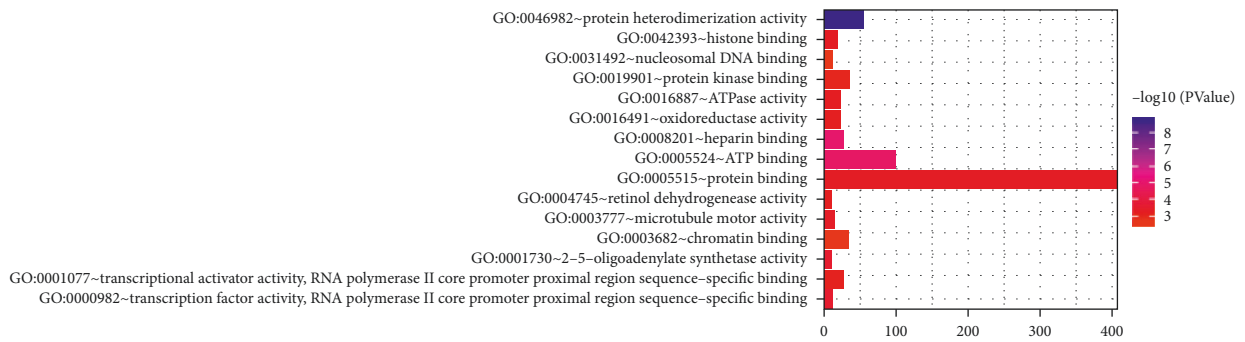 GO:0046982~protein heterodimerization activity
GO:0042393~histone binding
GO:0031492~nucleosomal DNA binding
GO:0019901~protein kinase binding
GO:0016887~ATPase activity
GO:0016491~oxidoreductase activity
GO:0008201~heparin binding
GO:0005524~ATP binding
GO:0005515~protein binding
GO:0004745~retinol dehydrogenase activity
GO:0003777~microtubule motor activity
GO:0003682~chromatin binding
GO:0001730~2–5–oligoadenylate synthetase activity
GO:0001077~transcriptional activator activity, RNA polymerase II core promoter proximal region sequence–specific binding
GO:0000982~transcription factor activity, RNA polymerase II core promoter proximal region sequence–specific binding
0 100 200 300 400
–log10 (PValue)
8
7
6
5
4
3